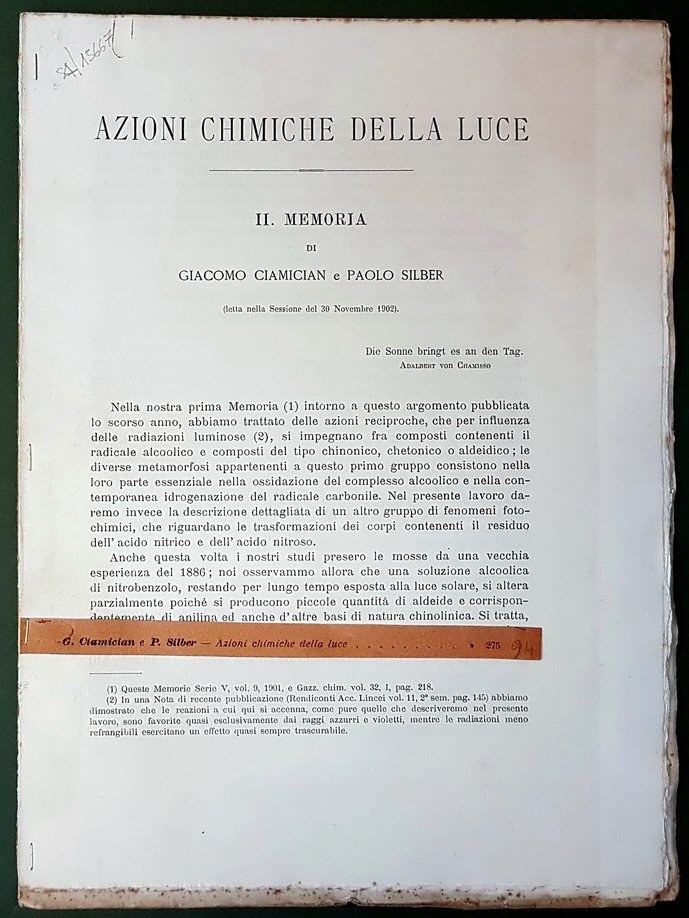 SA/13667/1
AZIONI CHIMICHE DELLA LUCE
II. MEMORIA
DI
GIACOMO CIAMICIAN e PAOLO SILBER
(letta nella Sessione del 30 Novembre 1902).
Die Sonne bringt es an den Tag.
ADALBERT VON CHAMISSO
Nella nostra prima Memoria (1) intorno a questo argomento pubblicata
lo scorso anno, abbiamo trattato delle azioni reciproche, che per influenza
delle radiazioni luminose (2), si impegnano fra composti contenenti il
radicale alcoolico e composti del tipo chinonico, chetonico o aldeidico; le
diverse metamorfosi appartenenti a questo primo gruppo consistono nella
loro parte essenziale nella ossidazione del complesso alcoolico e nella con-
temporanea idrogenazione del radicale carbonile. Nel presente lavoro da-
remo invece la descrizione dettagliata di un altro gruppo di fenomeni foto-
chimici, che riguardano le trasformazioni dei corpi contenenti il residuo
dell'acido nitrico e dell'acido nitroso.
Anche questa volta i nostri studi presero le mosse da una vecchia
esperienza del 1886; noi osservammo allora che una soluzione alcoolica
di nitrobenzolo, restando per lungo tempo esposta alla luce solare, si altera
parzialmente poiché si producono piccole quantità di aldeide e corrispon-
dentemente di anilina ed anche d'altre basi di natura chinolinica. Si tratta,
G. Ciamician e P. Silber — Azioni chimiche della luce . . . . . . . . » 275 94
(1) Queste Memorie Serie V, vol. 9, 1901, e Gazz. chim. vol. 32, I, pag. 218.
(2) In una Nota di recente pubblicazione (Rendiconti Acc. Lincei vol. 11, 2° sem. pag. 145) abbiamo
dimostrato che le reazioni a cui qui si accenna, come pure quelle che descriveremo nel presente
lavoro, sono favorite quasi esclusivamente dai raggi azzurri e violetti, mentre le radiazioni meno
refrangibili esercitano un effetto quasi sempre trascurabile.